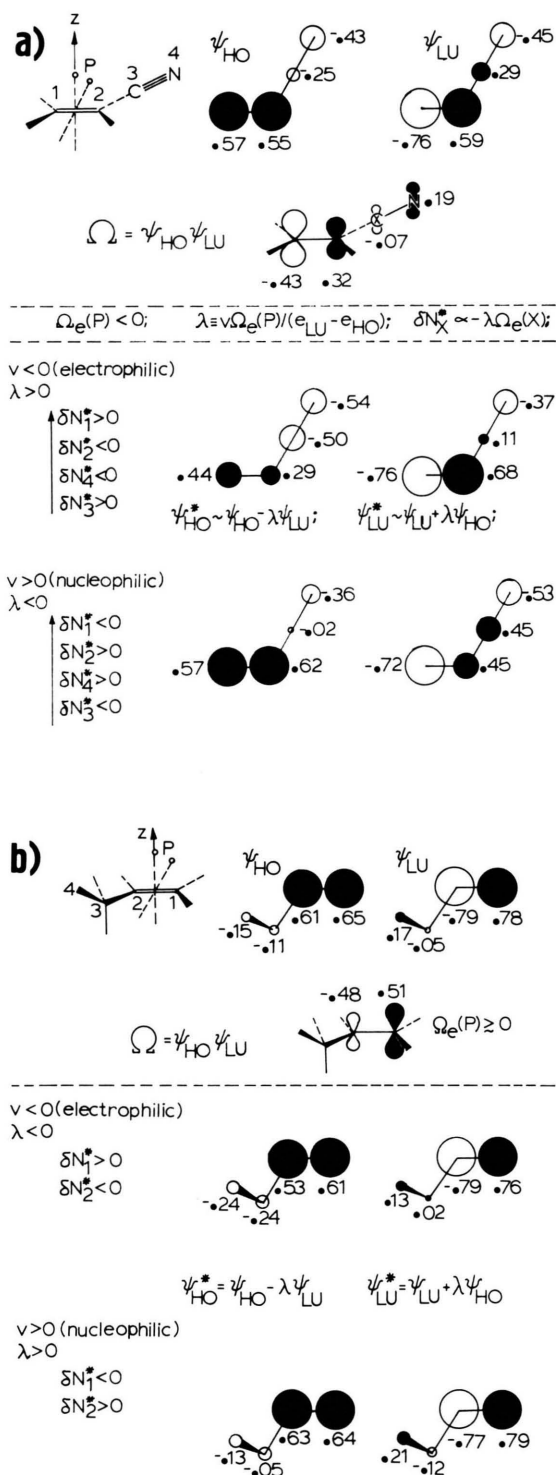 a)
z
P
1 2 3 4
C N
ψHO
-.43
-.25
.57 .55
ψLU
-.45
.29
-.76 .59
Ω = ψHO ψLU
X N .19
-.07
-.43 .32
Ωe(P) < 0; λ ≡ vΩe(P)/(eLU - eHO); δN*X ∝ -λΩe(X);
v<0 (electrophilic)
λ>0
δN*1>0
δN*2<0
δN*4<0
δN*3>0
-.54
-.50
.44 .29
ψ*HO ~ ψHO - λψLU;
-.37
.11
-.76 .68
ψ*LU ~ ψLU + λψHO;
v>0 (nucleophilic)
λ<0
δN*1<0
δN*2>0
δN*4>0
δN*3<0
-.36
-.02
.57 .62
-.53
.45
-.72 .45
b)
z
P
4 3 2 1
ψHO
.61 .65
-.15 -.11
ψLU
-.79 .78
.17 -.05
Ω = ψHO ψLU
-.48 .51
Ωe(P) ≳ 0
v<0 (electrophilic)
λ<0
δN*1>0
δN*2<0
.53 .61
-.24 -.24
-.79 .76
.13 .02
ψ*HO = ψHO - λψLU ψ*LU = ψLU + λψHO
v>0 (nucleophilic)
λ>0
δN*1<0
δN*2>0
.63 .64
-.13 -.05
-.77 .79
.21 -.12